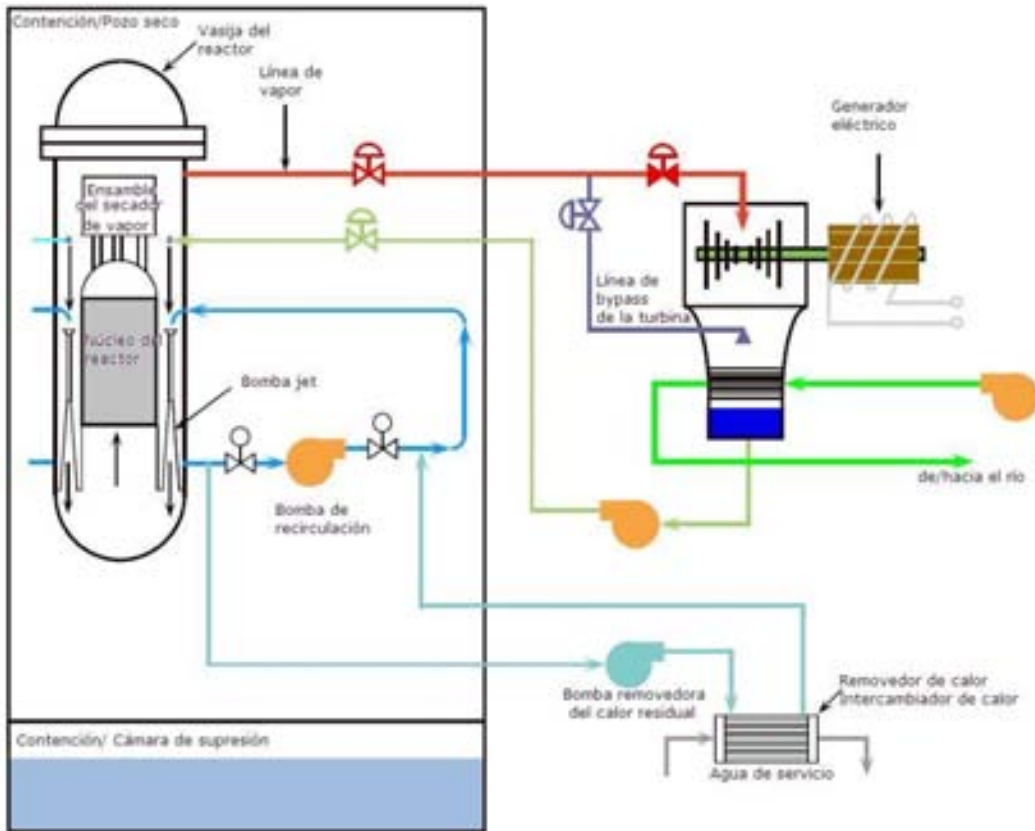 Contención/Pozo seco
Vasija del
reactor
Línea de
vapor
Generador
eléctrico
Ensamble
del secador
de vapor
Línea de
bypass
de la turbina
Núcleo del
reactor
Bomba jet
de/hacia el río
Bomba de
recirculación
Removedor de calor
Intercambiador de calor
Bomba removedora
del calor residual
Contención/ Cámara de supresión
Agua de servicio